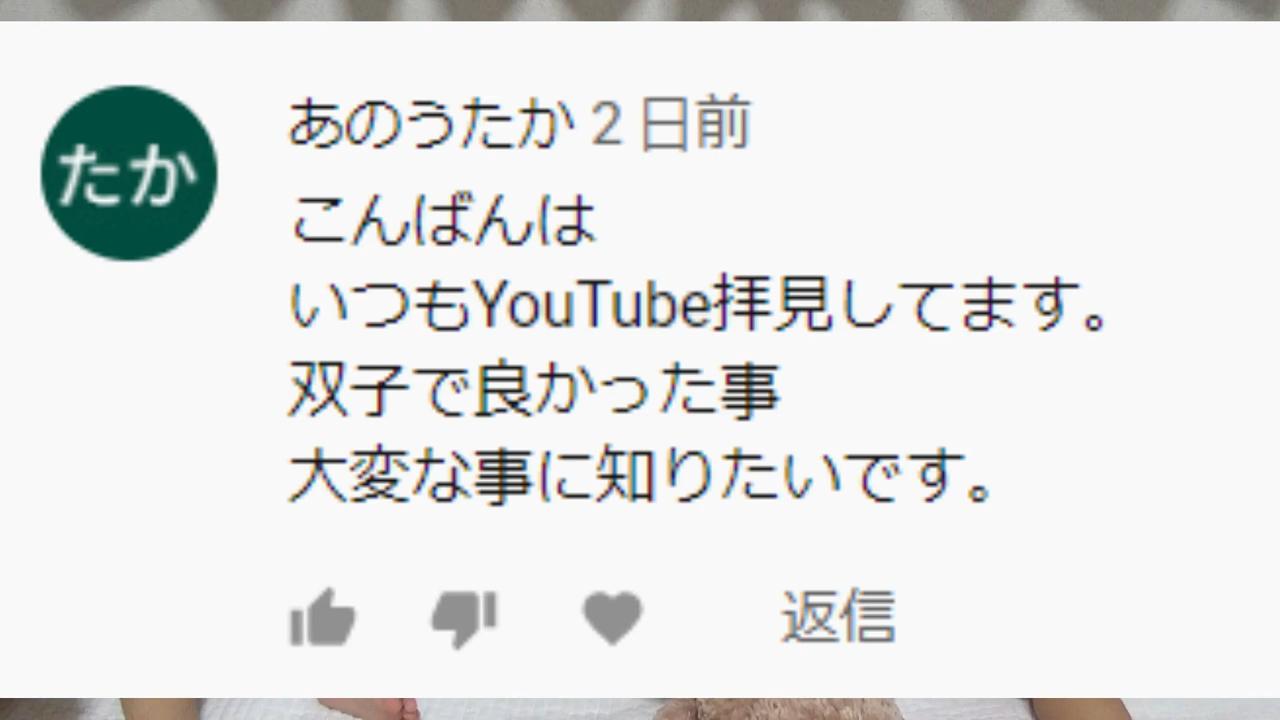 たか
あのうたか 2 日前
こんばんは
いつもYouTube拝見してます。
双子で良かった事
大変な事に知りたいです。
返信